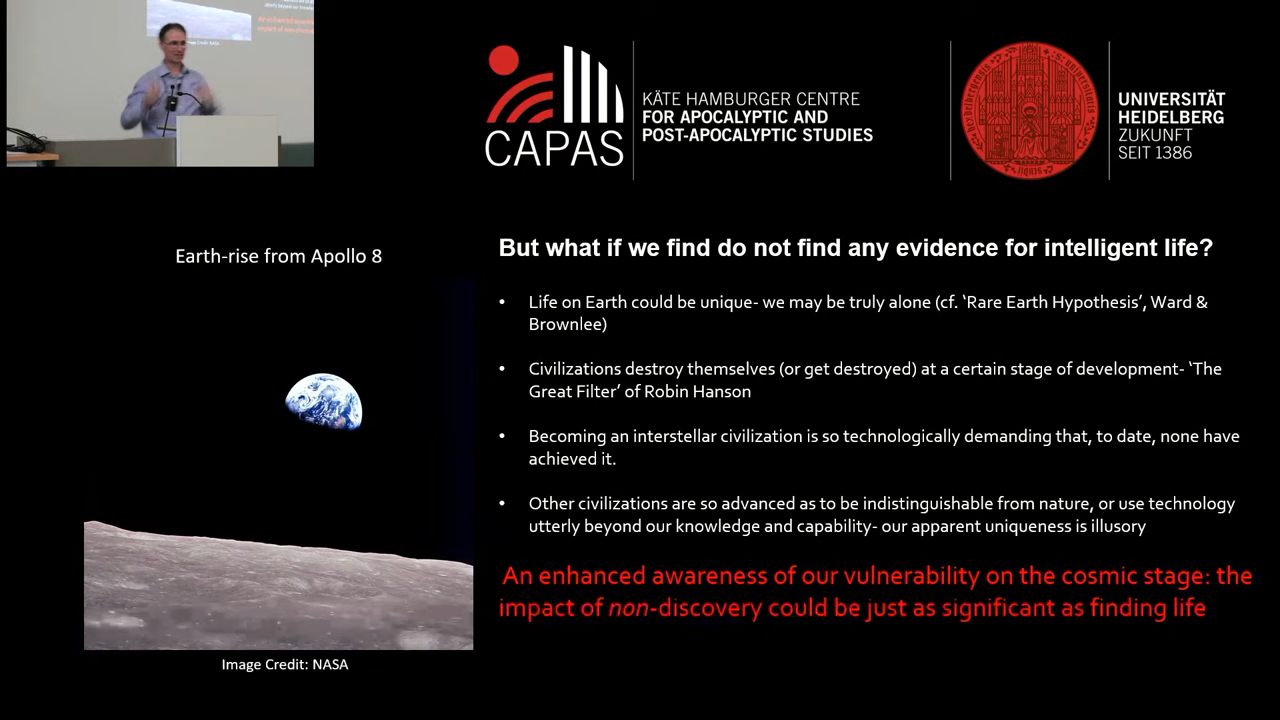 KÄTE HAMBURGER CENTRE
FOR APOCALYPTIC AND
POST-APOCALYPTIC STUDIES
CAPAS
UNIVERSITÄT
HEIDELBERG
ZUKUNFT
SEIT 1386
Earth-rise from Apollo 8
But what if we find do not find any evidence for intelligent life?
• Life on Earth could be unique- we may be truly alone (cf. ‘Rare Earth Hypothesis’, Ward &
Brownlee)
• Civilizations destroy themselves (or get destroyed) at a certain stage of development- ‘The
Great Filter’ of Robin Hanson
• Becoming an interstellar civilization is so technologically demanding that, to date, none have
achieved it.
• Other civilizations are so advanced as to be indistinguishable from nature, or use technology
utterly beyond our knowledge and capability- our apparent uniqueness is illusory
An enhanced awareness of our vulnerability on the cosmic stage: the
impact of non-discovery could be just as significant as finding life
Image Credit: NASA